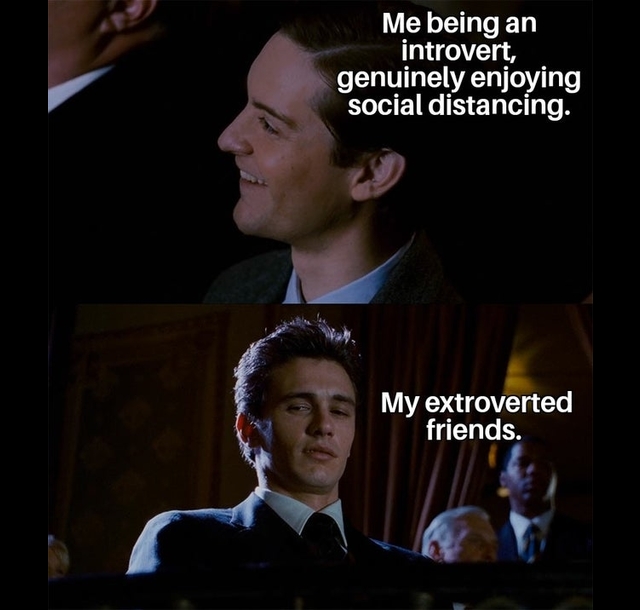 Me being an
introvert,
genuinely enjoying
social distancing.
My extroverted
friends.